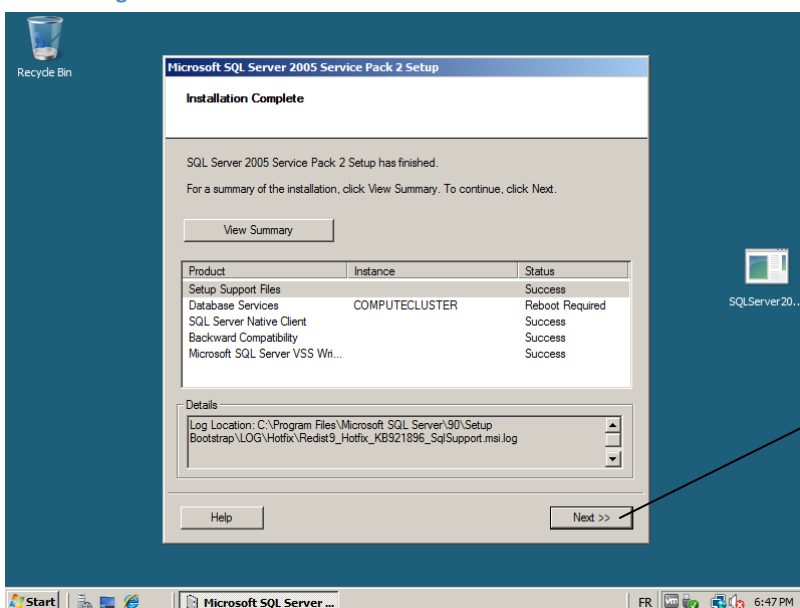 Recycle Bin
Microsoft SQL Server 2005 Service Pack 2 Setup
Installation Complete
SQL Server 2005 Service Pack 2 Setup has finished.
For a summary of the installation, click View Summary. To continue, click Next.
View Summary
Product Instance Status
Setup Support Files Success
Database Services COMPUTECLUSTER Reboot Required
SQL Server Native Client Success
Backward Compatibility Success
Microsoft SQL Server VSS Wri... Success
SQLServer20...
Details
Log Location: C:\Program Files\Microsoft SQL Server\90\Setup
Bootstrap\LOG\Hotfix\Redist9_Hotfix_KB921896_SqlSupport.msi.log
Help Next >>
Start Microsoft SQL Server ... FR 6:47 PM